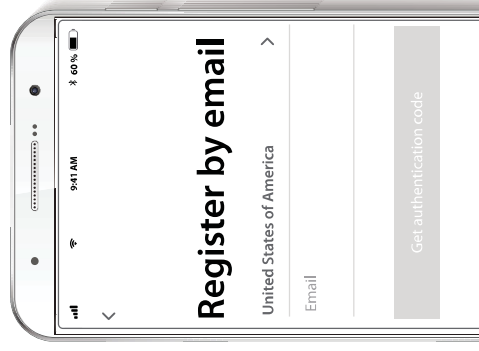 9:41 AM 60%
Register by email
United States of America
Email
Get authentication code